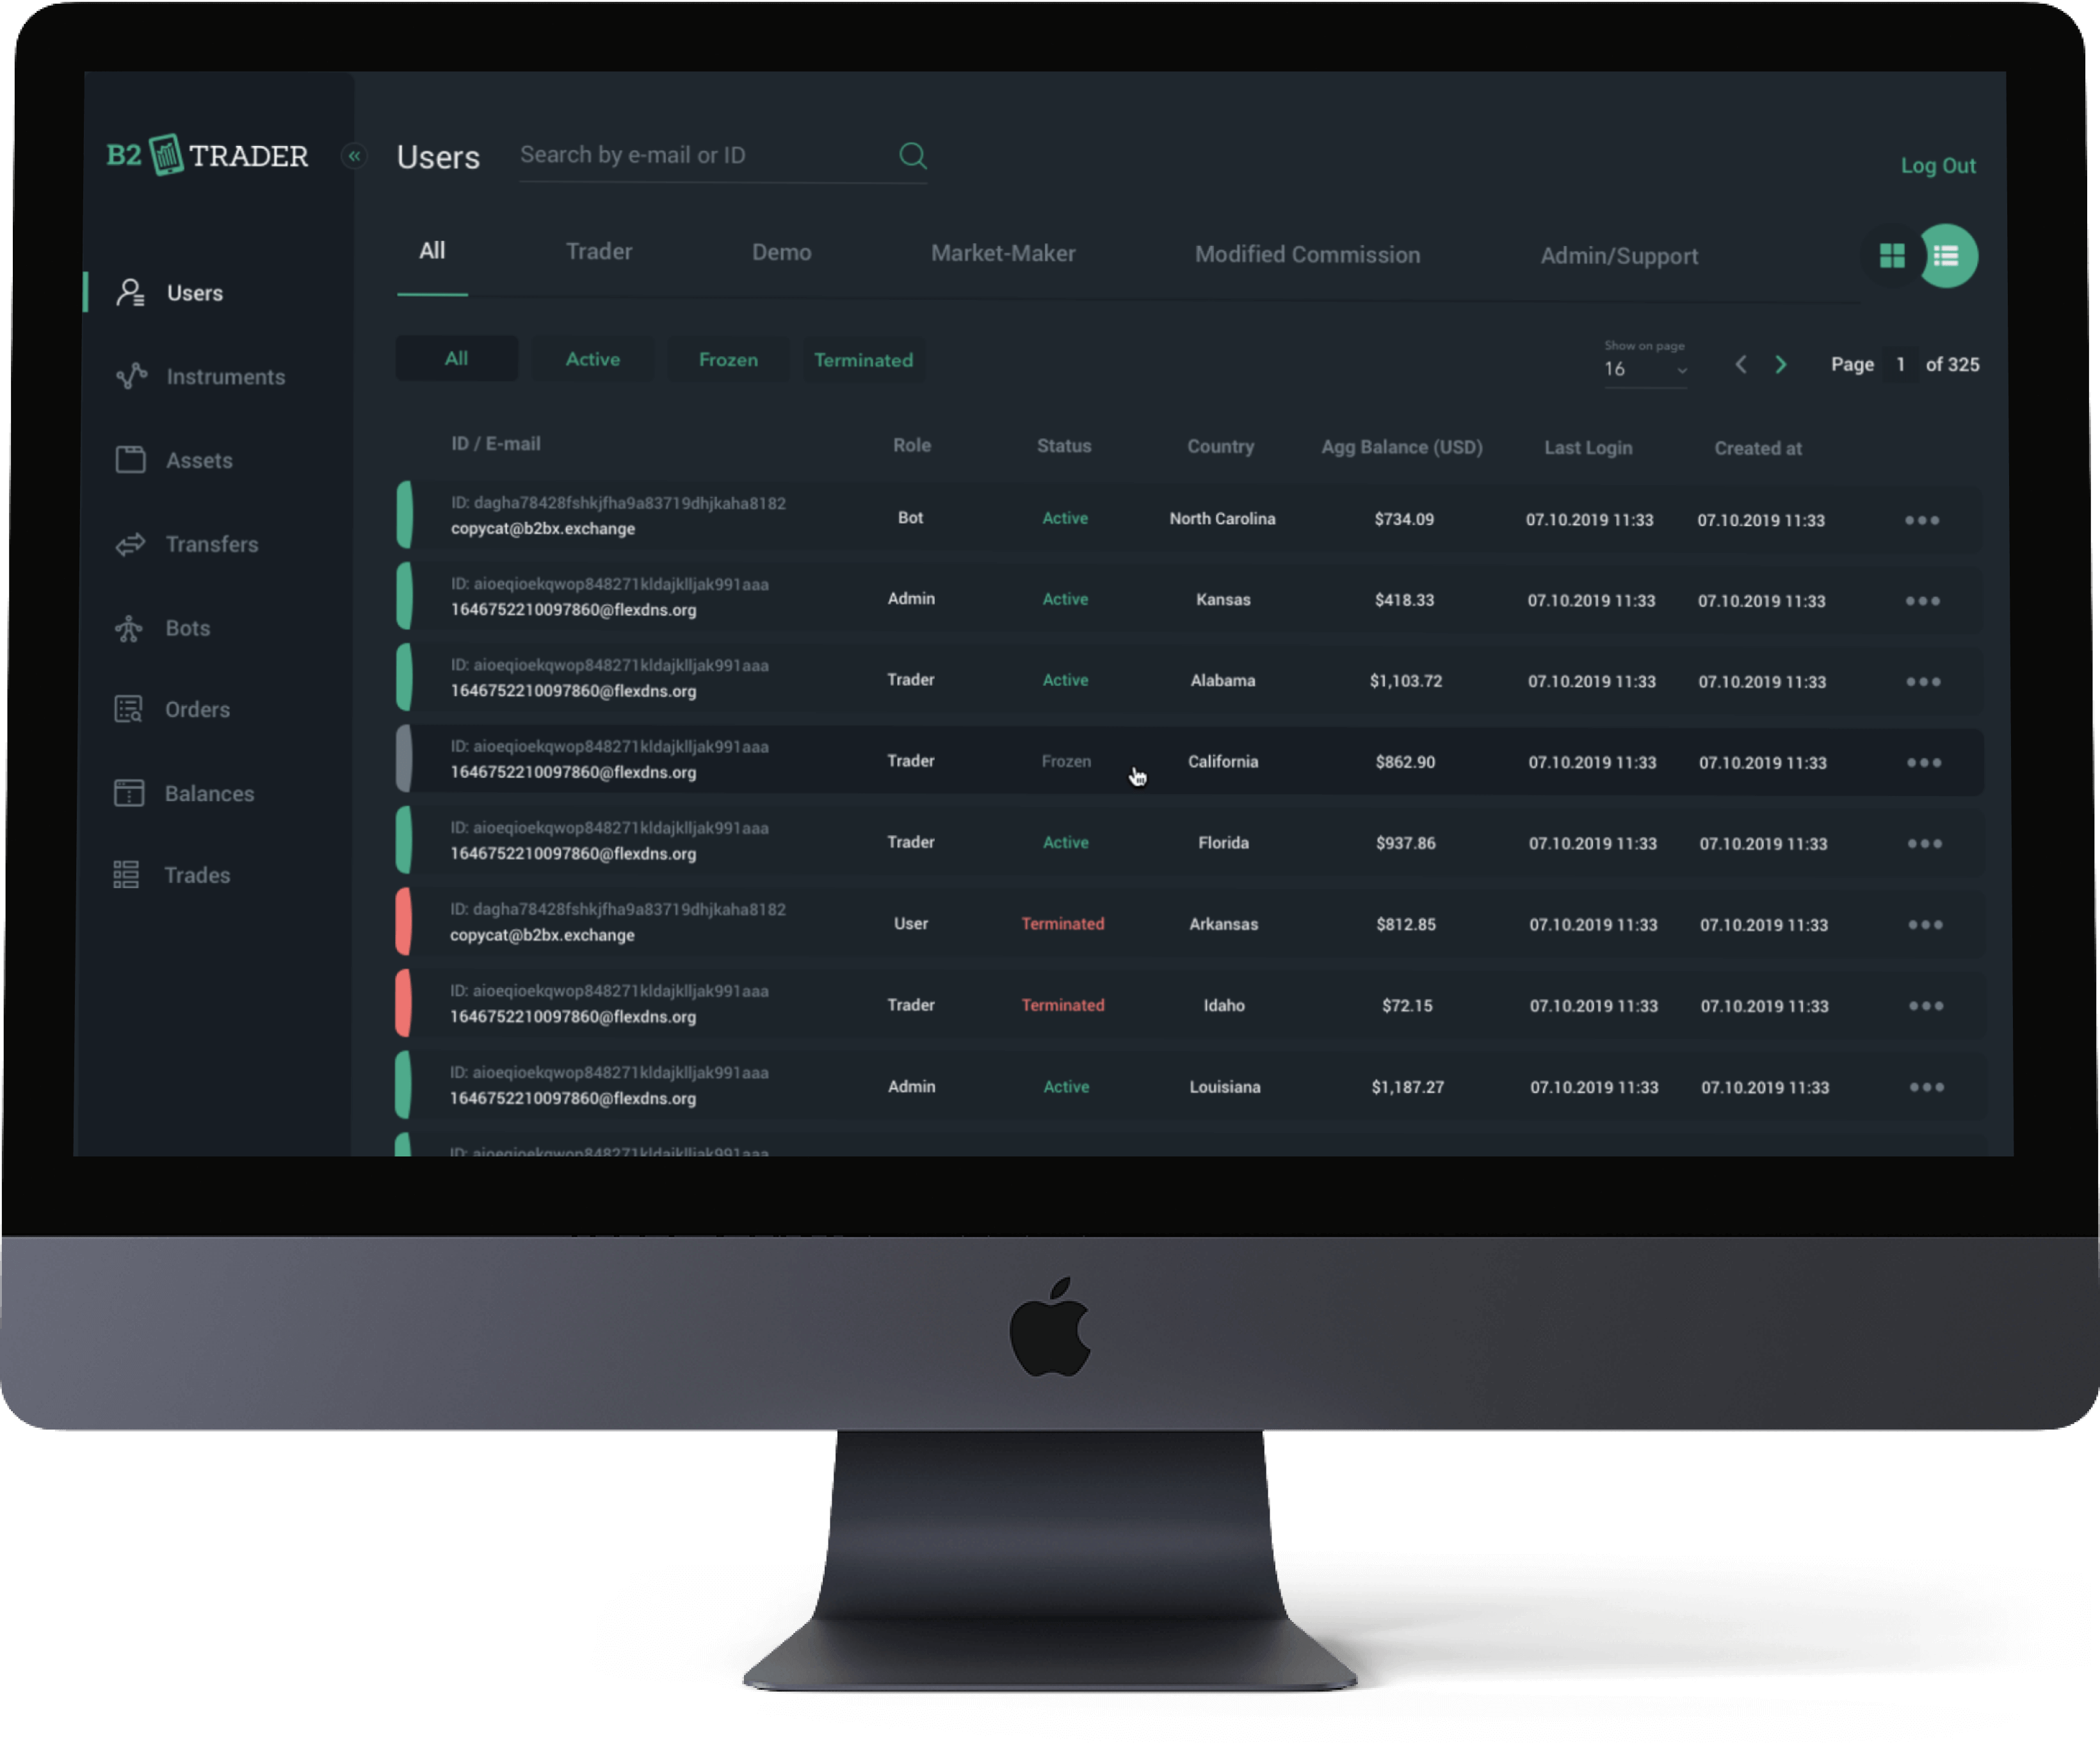 B2 TRADER
«
Users
Search by e-mail or ID
Log Out
All
Trader
Demo
Market-Maker
Modified Commission
Admin/Support
Users
Instruments
Assets
Transfers
Bots
Orders
Balances
Trades
All
Active
Frozen
Terminated
Show on page
16
Page 1 of 325
ID / E-mail Role Status Country Agg Balance (USD) Last Login Created at
ID: dagha78428fshkjfha9a83719dhjkaha8182
copycat@b2bx.exchange Bot Active North Carolina $734.09 07.10.2019 11:33 07.10.2019 11:33
ID: aioeqioekqwop848271kldajklljak991aaa
1646752210097860@flexdns.org Admin Active Kansas $418.33 07.10.2019 11:33 07.10.2019 11:33
ID: aioeqioekqwop848271kldajklljak991aaa
1646752210097860@flexdns.org Trader Active Alabama $1,103.72 07.10.2019 11:33 07.10.2019 11:33
ID: aioeqioekqwop848271kldajklljak991aaa
1646752210097860@flexdns.org Trader Frozen California $862.90 07.10.2019 11:33 07.10.2019 11:33
ID: aioeqioekqwop848271kldajklljak991aaa
1646752210097860@flexdns.org Trader Active Florida $937.86 07.10.2019 11:33 07.10.2019 11:33
ID: dagha78428fshkjfha9a83719dhjkaha8182
copycat@b2bx.exchange User Terminated Arkansas $812.85 07.10.2019 11:33 07.10.2019 11:33
ID: aioeqioekqwop848271kldajklljak991aaa
1646752210097860@flexdns.org Trader Terminated Idaho $72.15 07.10.2019 11:33 07.10.2019 11:33
ID: aioeqioekqwop848271kldajklljak991aaa
1646752210097860@flexdns.org Admin Active Louisiana $1,187.27 07.10.2019 11:33 07.10.2019 11:33
ID: aioeqioekqwop848271kldajklljak991aaa